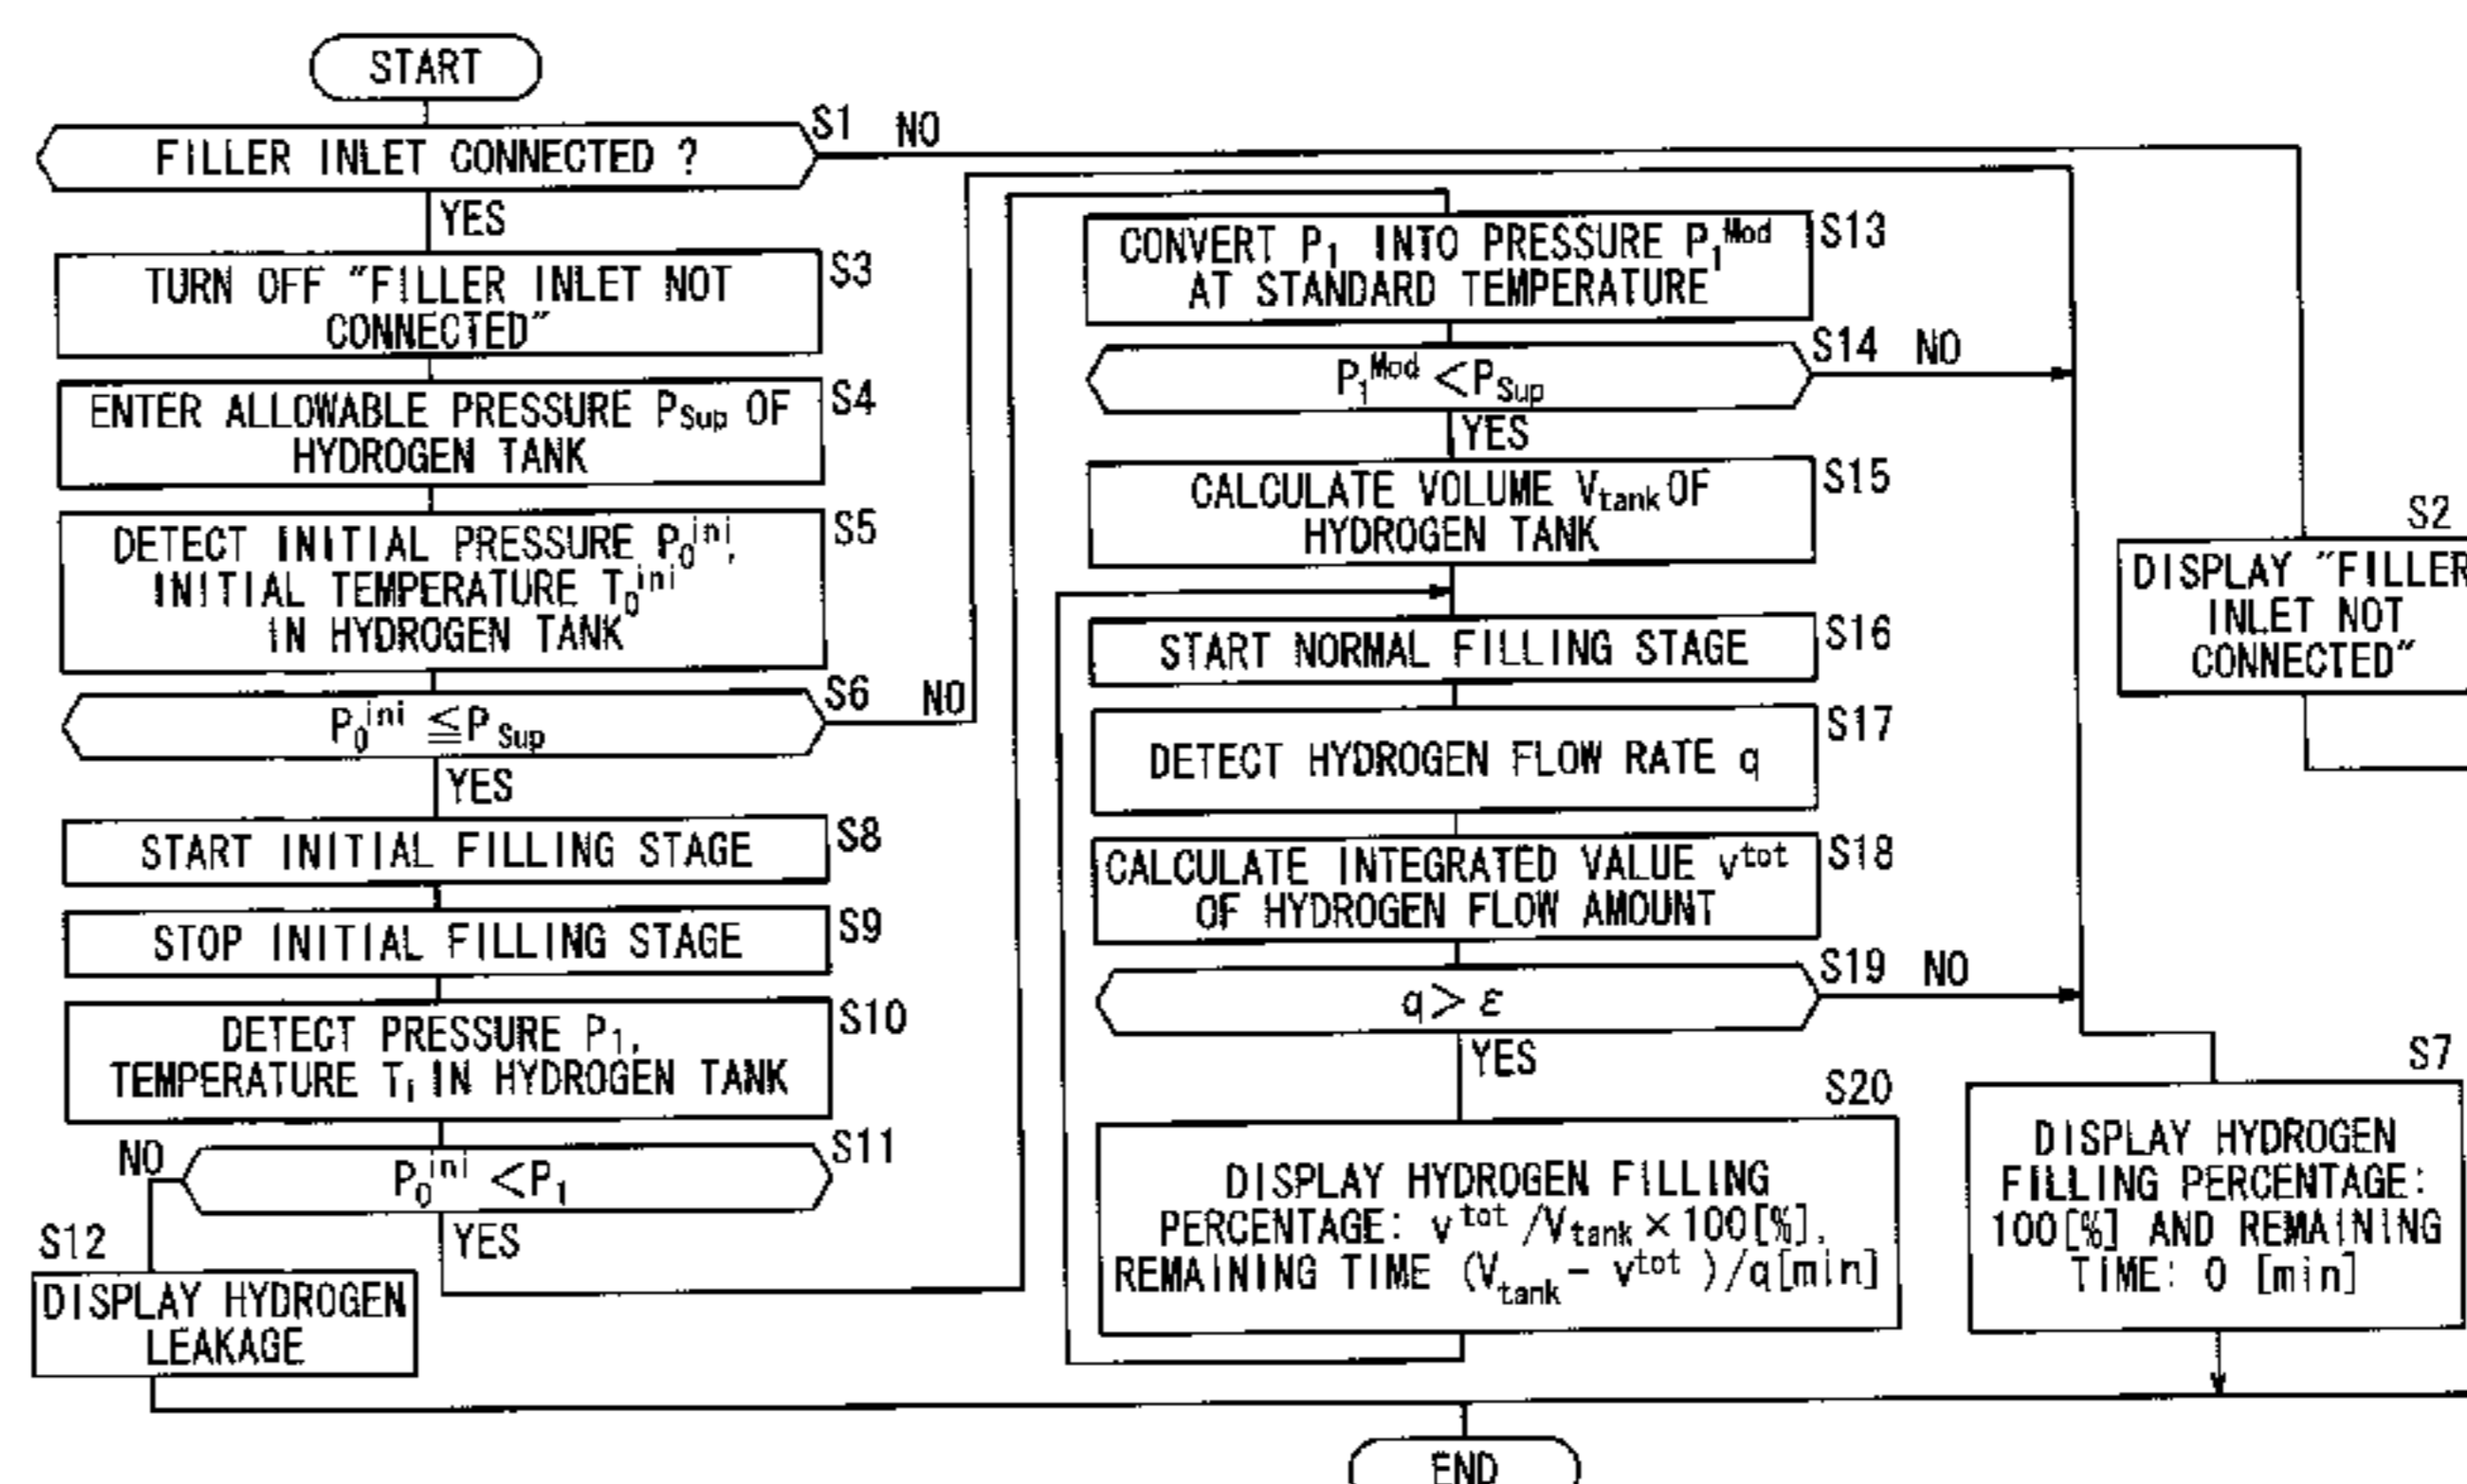 START
S1 NO
FILLER INLET CONNECTED ?
YES
S3
TURN OFF "FILLER INLET NOT
CONNECTED"
S4
ENTER ALLOWABLE PRESSURE PSup OF
HYDROGEN TANK
S5
DETECT INITIAL PRESSURE P0ini,
INITIAL TEMPERATURE T0ini
IN HYDROGEN TANK
S6 NO
P0ini ≦PSup
YES
S8
START INITIAL FILLING STAGE
S9
STOP INITIAL FILLING STAGE
S10
DETECT PRESSURE P1,
TEMPERATURE T1 IN HYDROGEN TANK
S11
NO
P0ini <P1
YES
S12
DISPLAY HYDROGEN
LEAKAGE
S13
CONVERT P1 INTO PRESSURE P1Mod
AT STANDARD TEMPERATURE
S14 NO
P1Mod <PSup
YES
S15
CALCULATE VOLUME Vtank OF
HYDROGEN TANK
S16
START NORMAL FILLING STAGE
S17
DETECT HYDROGEN FLOW RATE q
S18
CALCULATE INTEGRATED VALUE vtot
OF HYDROGEN FLOW AMOUNT
S19 NO
q> ε
YES
S20
DISPLAY HYDROGEN FILLING
PERCENTAGE: vtot /Vtank ×100[%],
REMAINING TIME (Vtank - vtot )/q[min]
S2
DISPLAY "FILLER
INLET NOT
CONNECTED"
S7
DISPLAY HYDROGEN
FILLING PERCENTAGE:
100[%] AND REMAINING
TIME: 0 [min]
END